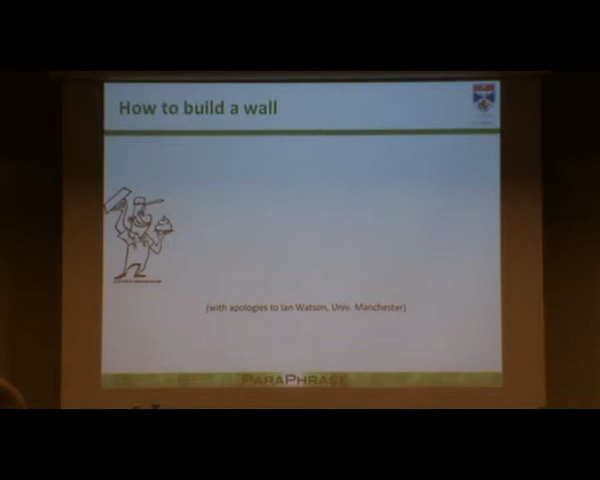 How to build a wall
(with apologies to Ian Watson, Univ. Manchester)
PARAPHRASE